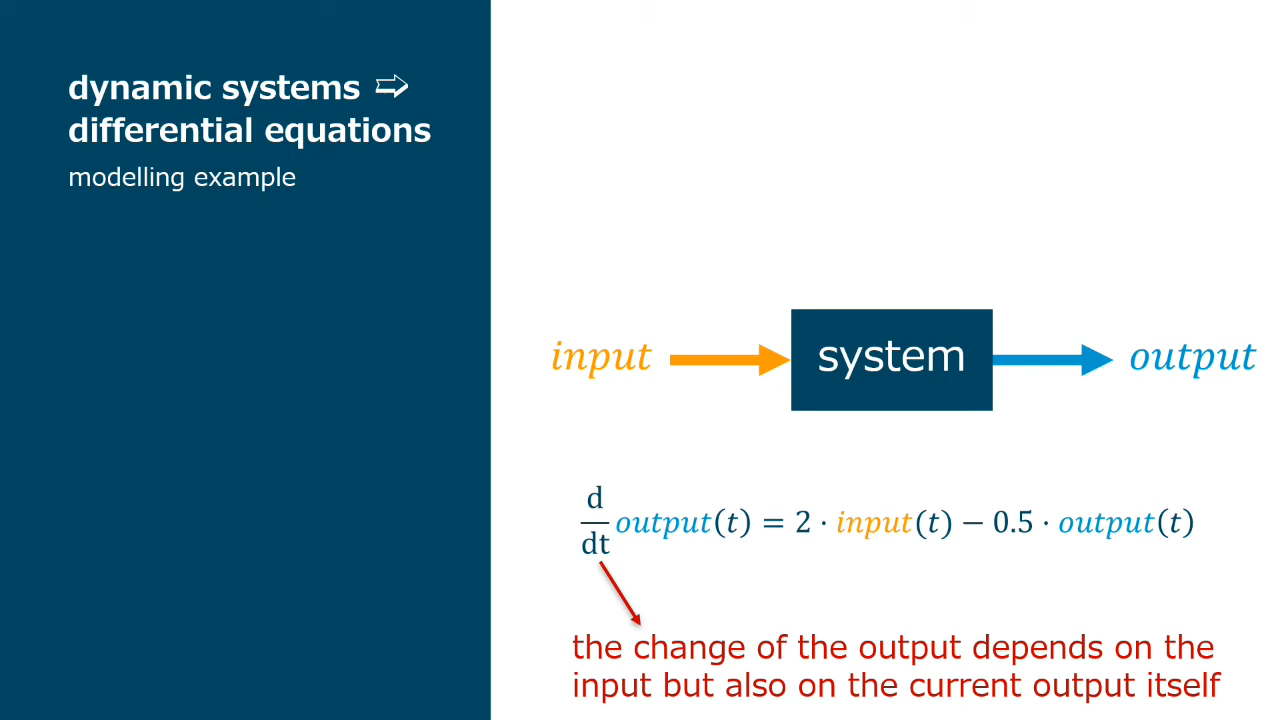 dynamic systems ⇨
differential equations
modelling example
input
system
output
d/dt output(t) = 2 · input(t) − 0.5 · output(t)
the change of the output depends on the
input but also on the current output itself